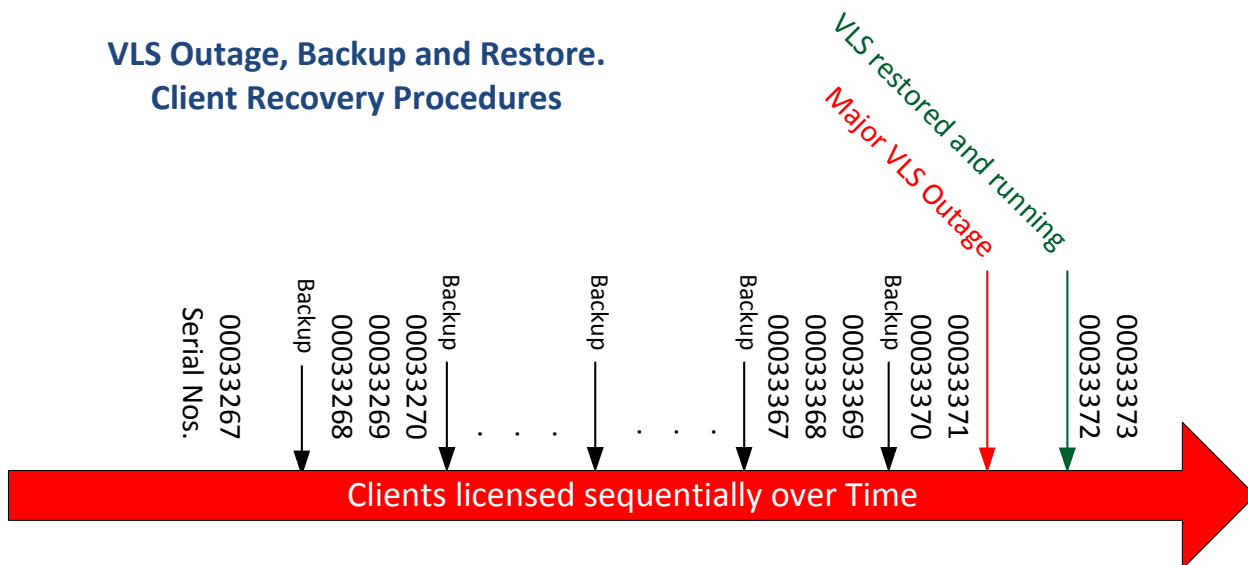 VLS Outage, Backup and Restore.
Client Recovery Procedures
VLS restored and running
Major VLS Outage
Serial Nos.
00033267
Backup
00033268
00033269
00033270
Backup
. . . . . .
Backup
Backup
00033367
00033368
00033369
Backup
00033370
00033371
00033372
00033373
Clients licensed sequentially over Time